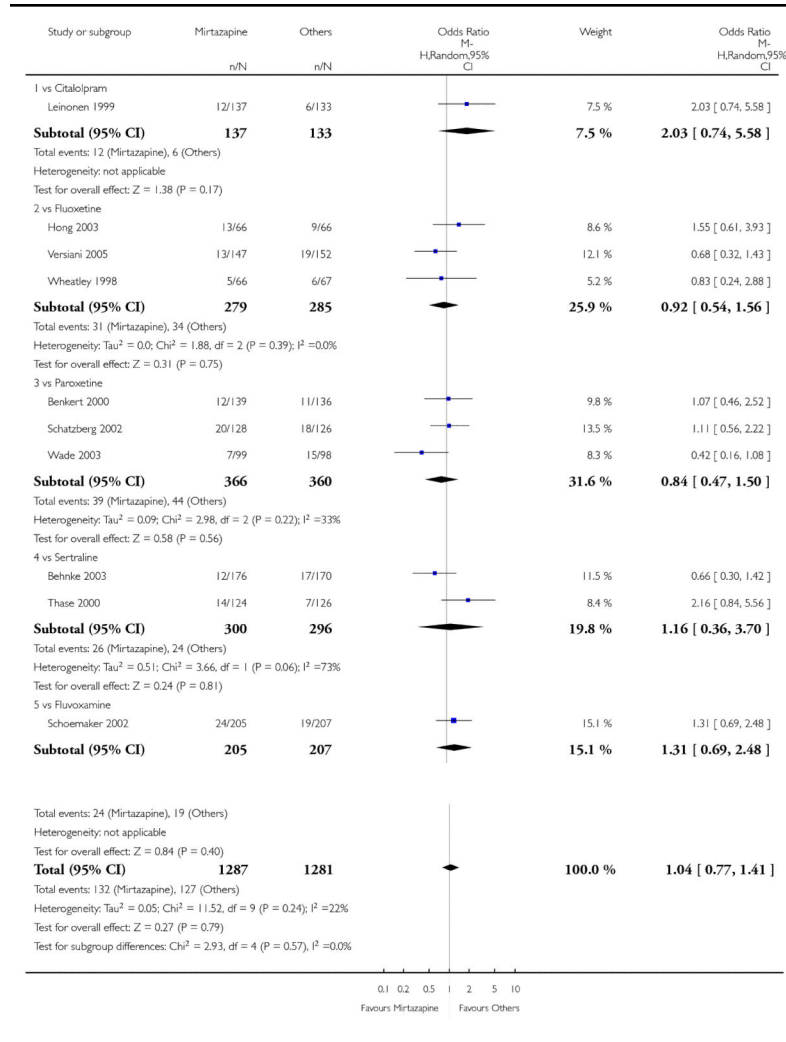 Study or subgroup Mirtazapine Others Odds Ratio Weight Odds Ratio
M- M-
H,Random,95% H,Random,95%
n/N n/N CI CI
1 vs Citalolpram
Leinonen 1999 12/137 6/133 7.5 % 2.03 [ 0.74, 5.58 ]
Subtotal (95% CI) 137 133 7.5 % 2.03 [ 0.74, 5.58 ]
Total events: 12 (Mirtazapine), 6 (Others)
Heterogeneity: not applicable
Test for overall effect: Z = 1.38 (P = 0.17)
2 vs Fluoxetine
Hong 2003 13/66 9/66 8.6 % 1.55 [ 0.61, 3.93 ]
Versiani 2005 13/147 19/152 12.1 % 0.68 [ 0.32, 1.43 ]
Wheatley 1998 5/66 6/67 5.2 % 0.83 [ 0.24, 2.88 ]
Subtotal (95% CI) 279 285 25.9 % 0.92 [ 0.54, 1.56 ]
Total events: 31 (Mirtazapine), 34 (Others)
Heterogeneity: Tau² = 0.0; Chi² = 1.88, df = 2 (P = 0.39); I² =0.0%
Test for overall effect: Z = 0.31 (P = 0.75)
3 vs Paroxetine
Benkert 2000 12/139 11/136 9.8 % 1.07 [ 0.46, 2.52 ]
Schatzberg 2002 20/128 18/126 13.5 % 1.11 [ 0.56, 2.22 ]
Wade 2003 7/99 15/98 8.3 % 0.42 [ 0.16, 1.08 ]
Subtotal (95% CI) 366 360 31.6 % 0.84 [ 0.47, 1.50 ]
Total events: 39 (Mirtazapine), 44 (Others)
Heterogeneity: Tau² = 0.09; Chi² = 2.98, df = 2 (P = 0.22); I² =33%
Test for overall effect: Z = 0.58 (P = 0.56)
4 vs Sertraline
Behnke 2003 12/176 17/170 11.5 % 0.66 [ 0.30, 1.42 ]
Thase 2000 14/124 7/126 8.4 % 2.16 [ 0.84, 5.56 ]
Subtotal (95% CI) 300 296 19.8 % 1.16 [ 0.36, 3.70 ]
Total events: 26 (Mirtazapine), 24 (Others)
Heterogeneity: Tau² = 0.51; Chi² = 3.66, df = 1 (P = 0.06); I² =73%
Test for overall effect: Z = 0.24 (P = 0.81)
5 vs Fluvoxamine
Schoemaker 2002 24/205 19/207 15.1 % 1.31 [ 0.69, 2.48 ]
Subtotal (95% CI) 205 207 15.1 % 1.31 [ 0.69, 2.48 ]
Total events: 24 (Mirtazapine), 19 (Others)
Heterogeneity: not applicable
Test for overall effect: Z = 0.84 (P = 0.40)
Total (95% CI) 1287 1281 100.0 % 1.04 [ 0.77, 1.41 ]
Total events: 132 (Mirtazapine), 127 (Others)
Heterogeneity: Tau² = 0.05; Chi² = 11.52, df = 9 (P = 0.24); I² =22%
Test for overall effect: Z = 0.27 (P = 0.79)
Test for subgroup differences: Chi² = 2.93, df = 4 (P = 0.57), I² =0.0%
0.1 0.2 0.5 1 2 5 10
Favours Mirtazapine Favours Others